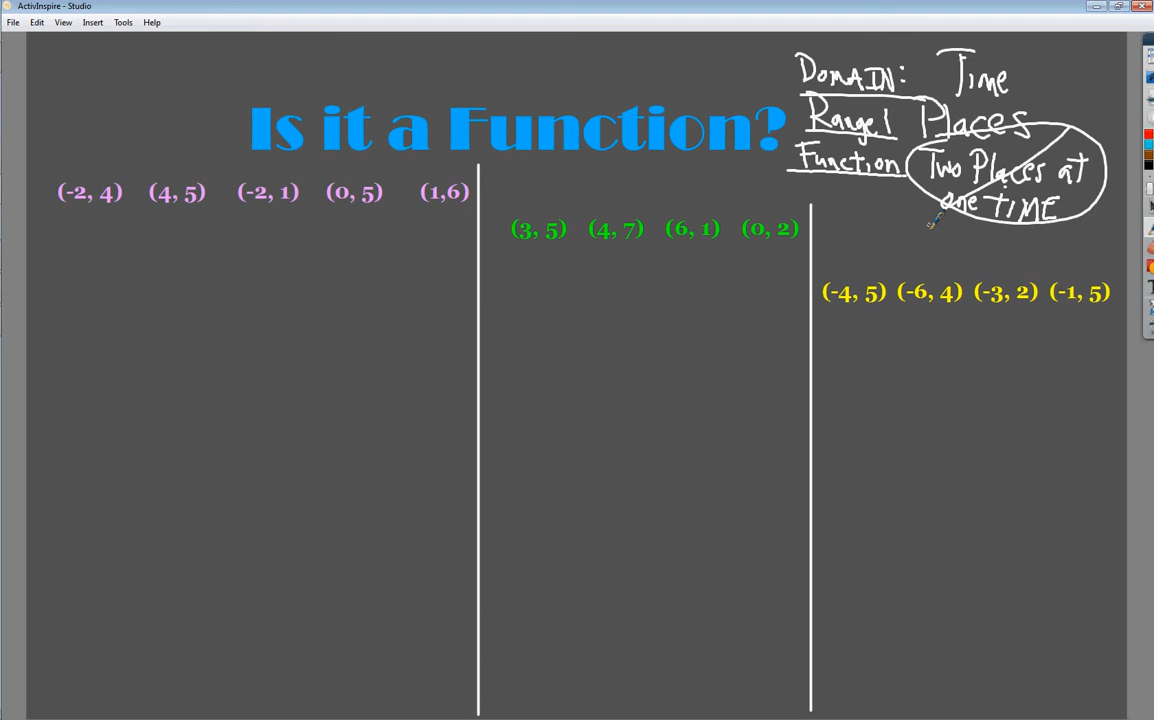 ActivInspire - Studio
File Edit View Insert Tools Help
DOMAIN: Time
Is it a Function?
Range 1 Places
Function Two Places at
one TIME
(-2, 4) (4, 5) (-2, 1) (0, 5) (1,6)
(3, 5) (4, 7) (6, 1) (0, 2)
(-4, 5) (-6, 4) (-3, 2) (-1, 5)